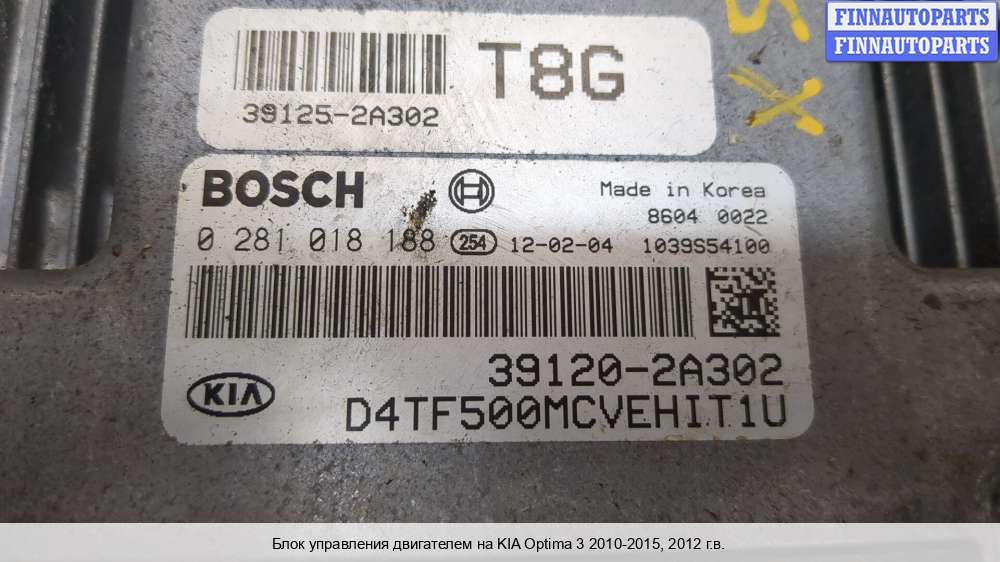 FINNAUTOPARTS
FINNAUTOPARTS
T8G
39125-2A302
BOSCH
Made in Korea
8604 0022
0 281 018 188 254 12-02-04 1039S54100
39120-2A302
KIA
D4TF500MCVEHIT1U
Блок управления двигателем на KIA Optima 3 2010-2015, 2012 г.в.